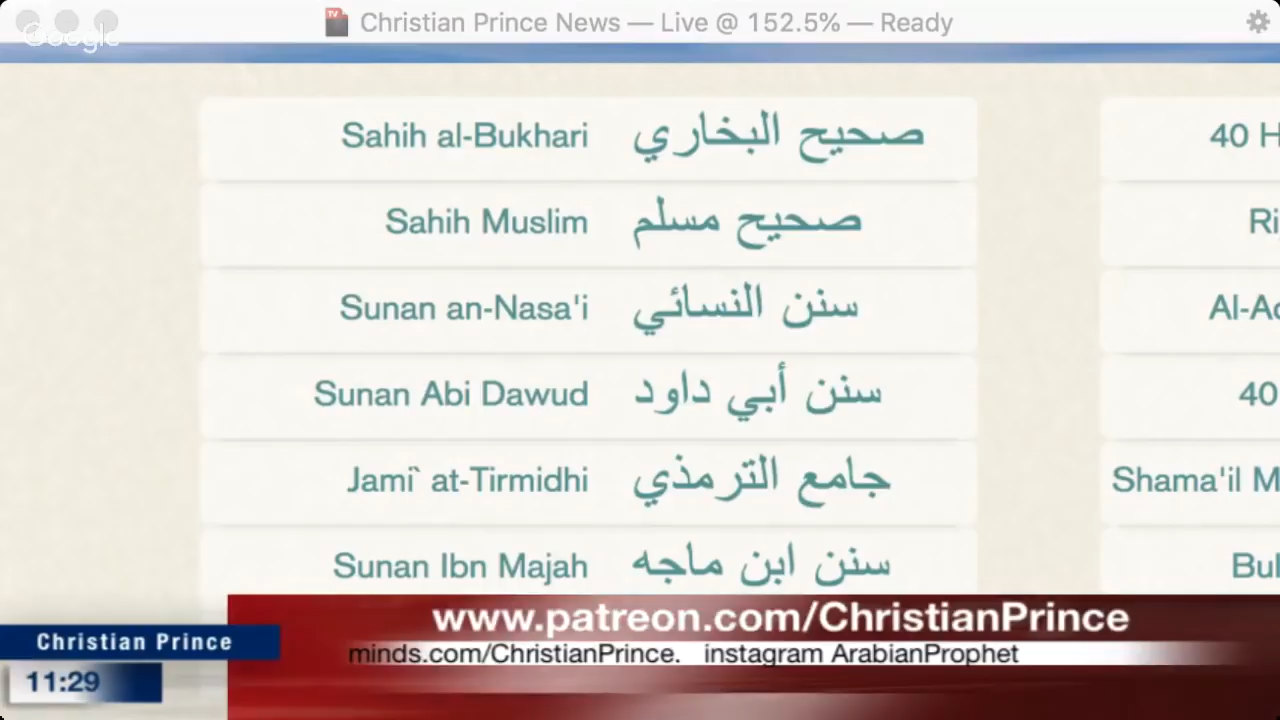 Christian Prince News — Live @ 152.5% — Ready
Google
Sahih al-Bukhari صحيح البخاري
40 H
Sahih Muslim صحيح مسلم
Ri
Sunan an-Nasa'i سنن النسائي
Al-Ad
Sunan Abi Dawud سنن أبي داود
40
Jami` at-Tirmidhi جامع الترمذي
Shama'il M
Sunan Ibn Majah سنن ابن ماجه
Bul
www.patreon.com/ChristianPrince
Christian Prince
minds.com/ChristianPrince. instagram ArabianProphet
11:29